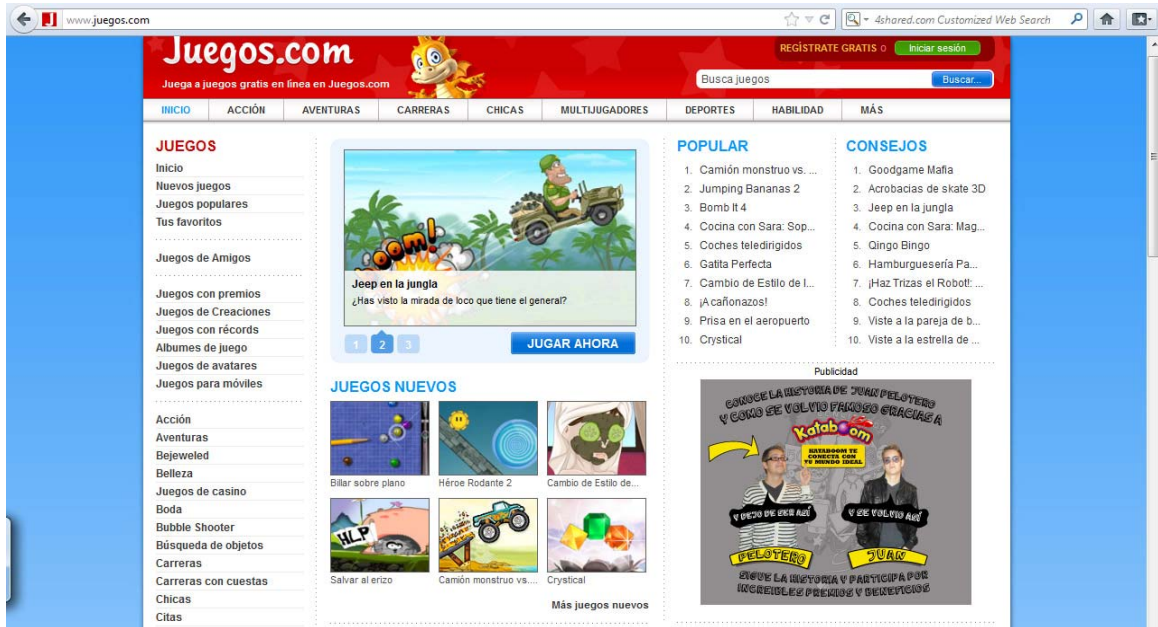 www.juegos.com
4shared.com Customized Web Search
Juegos.com
Juega a juegos gratis en línea en Juegos.com
REGÍSTRATE GRATIS O
Iniciar sesión
Busca juegos
Buscar...
INICIO
ACCIÓN
AVENTURAS
CARRERAS
CHICAS
MULTIJUGADORES
DEPORTES
HABILIDAD
MÁS
JUEGOS
Inicio
Nuevos juegos
Juegos populares
Tus favoritos
Juegos de Amigos
Juegos con premios
Juegos de Creaciones
Juegos con récords
Albumes de juego
Juegos de avatares
Juegos para móviles
Acción
Aventuras
Bejeweled
Belleza
Juegos de casino
Boda
Bubble Shooter
Búsqueda de objetos
Carreras
Carreras con cuestas
Chicas
Citas
boom!
Jeep en la jungla
¿Has visto la mirada de loco que tiene el general?
1 2 3
JUGAR AHORA
JUEGOS NUEVOS
Billar sobre plano
Héroe Rodante 2
Cambio de Estilo de...
HLP
Salvar al erizo
Camión monstruo vs....
Crystical
Más juegos nuevos
POPULAR
1. Camión monstruo vs. ...
2. Jumping Bananas 2
3. Bomb It 4
4. Cocina con Sara: Sop...
5. Coches teledirigidos
6. Gatita Perfecta
7. Cambio de Estilo de l...
8. ¡A cañonazos!
9. Prisa en el aeropuerto
10. Crystical
CONSEJOS
1. Goodgame Mafia
2. Acrobacias de skate 3D
3. Jeep en la jungla
4. Cocina con Sara: Mag...
5. Qingo Bingo
6. Hamburguesería Pa...
7. ¡Haz Trizas el Robot!: ...
8. Coches teledirigidos
9. Viste a la pareja de b...
10. Viste a la estrella de ...
Publicidad
CONOCE LA HISTORIA DE JUAN PELOTERO
Y COMO SE VOLVIO FAMOSO GRACIAS A
Kataboom
KATABOOM TE
CONECTA CON
TU MUNDO IDEAL
Y DEJO DE SER ASÍ
Y SE VOLVIO ASÍ
PELOTERO
JUAN
SIGUE LA HISTORIA Y PARTICIPA POR
INCREIBLES PREMIOS Y BENEFICIOS